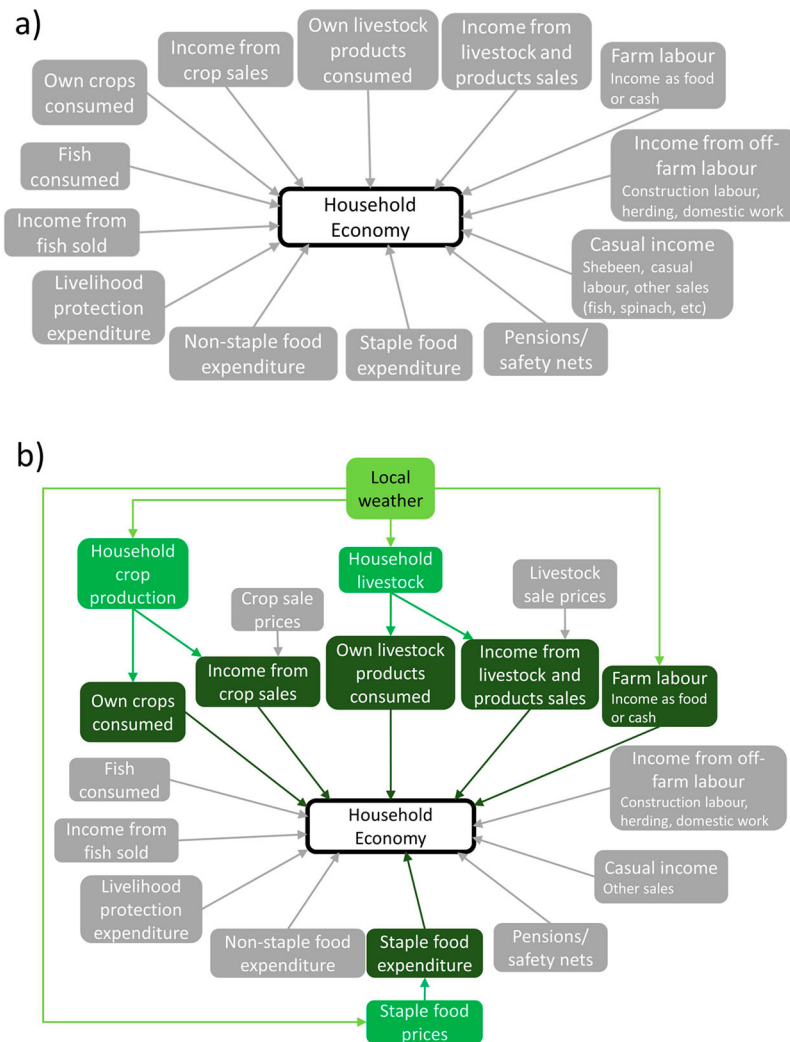 a)
Own crops
consumed
Income from
crop sales
Own livestock
products
consumed
Income from
livestock and
products sales
Farm labour
Income as food
or cash
Fish
consumed
Income from off-
farm labour
Construction labour,
herding, domestic work
Household
Economy
Income from
fish sold
Casual income
Shebeen, casual
labour, other sales
(fish, spinach, etc)
Livelihood
protection
expenditure
Non-staple food
expenditure
Staple food
expenditure
Pensions/
safety nets
b)
Local
weather
Household
crop
production
Household
livestock
Crop sale
prices
Livestock
sale prices
Own crops
consumed
Income from
crop sales
Own livestock
products
consumed
Income from
livestock and
products sales
Farm labour
Income as food
or cash
Fish
consumed
Income from off-
farm labour
Construction labour,
herding, domestic work
Household
Economy
Income from
fish sold
Casual income
Other sales
Livelihood
protection
expenditure
Non-staple food
expenditure
Staple food
expenditure
Pensions/
safety nets
Staple food
prices